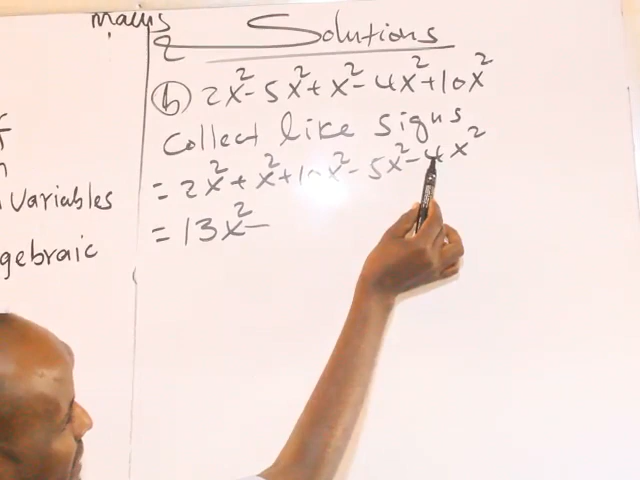 Maths
Solutions
(b) 2x² - 5x² + x² - 4x² + 10x²
Collect like signs
= 2x² + x² + 10x² - 5x² - 4x²
= 13x² -
Variables
gebraic